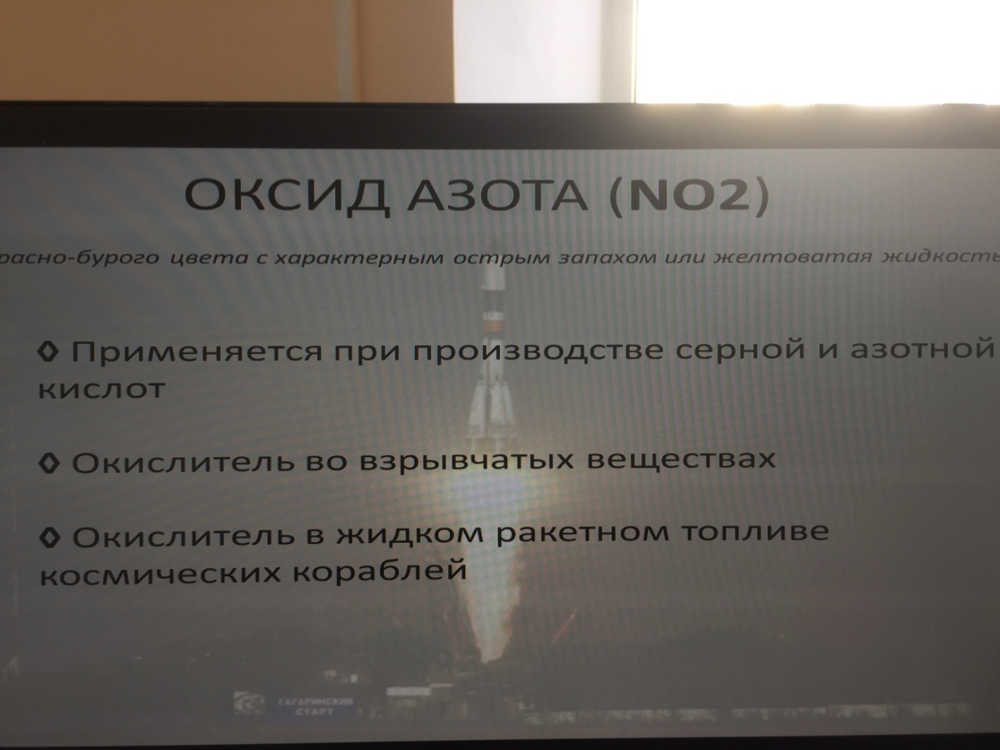 ОКСИД АЗОТА (NO2)
расно-бурого цвета с характерным острым запахом или желтоватая жидкость
◊ Применяется при производстве серной и азотной
кислот
◊ Окислитель во взрывчатых веществах
◊ Окислитель в жидком ракетном топливе
космических кораблей
ГАГАРИНСКИЙ
СТАРТ